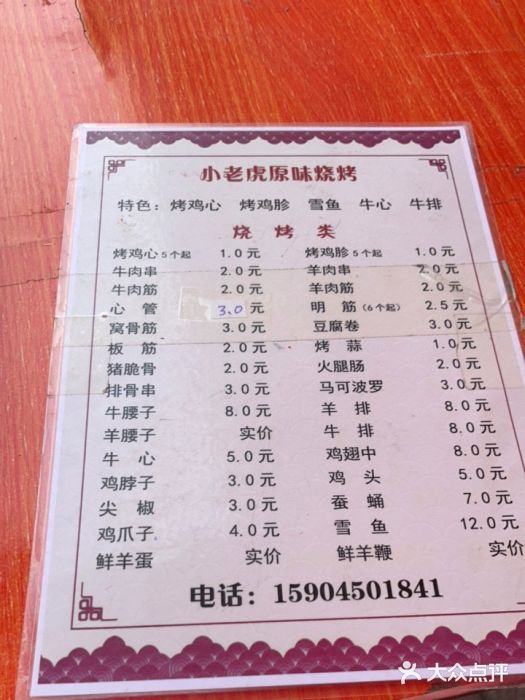 小老虎原味烧烤
特色：烤鸡心 烤鸡胗 雪鱼 牛心 牛排
烧 烤 类
烤鸡心5个起 1.0元 烤鸡胗5个起 1.0元
牛肉串 2.0元 羊肉串 2.0元
牛肉筋 2.0元 羊肉筋 2.0元
心管 3.0元 明筋(6个起) 2.5元
窝骨筋 3.0元 豆腐卷 3.0元
板筋 2.0元 烤蒜 1.0元
猪脆骨 2.0元 火腿肠 2.0元
排骨串 3.0元 马可波罗 3.0元
牛腰子 8.0元 羊排 8.0元
羊腰子 实价 牛排 8.0元
牛心 5.0元 鸡翅中 8.0元
鸡脖子 3.0元 鸡头 5.0元
尖椒 3.0元 蚕蛹 7.0元
鸡爪子 4.0元 雪鱼 12.0元
鲜羊蛋 实价 鲜羊鞭 实价
电话：15904501841
大众点评